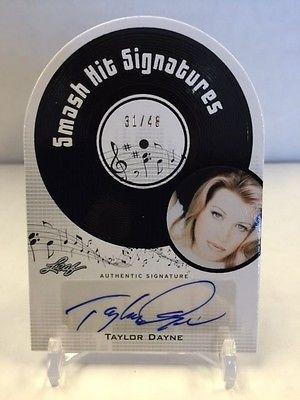 Smash Hit Signatures
31/48
Leaf
AUTHENTIC SIGNATURE
Taylor Dayne
TAYLOR DAYNE